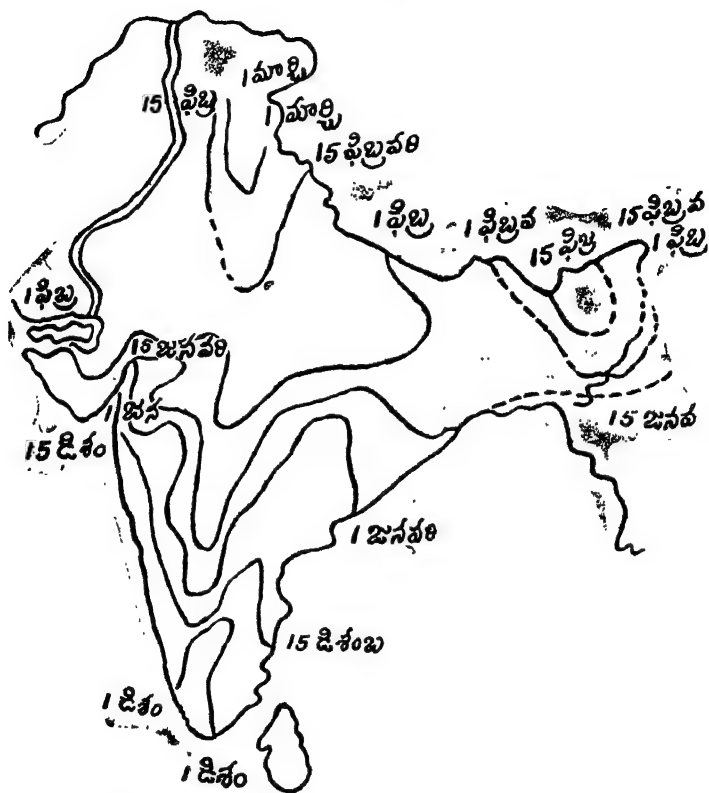 1 మార్చి
15 ఫిబ్ర
1 మార్చి
15 ఫిబ్రవరి
1 ఫిబ్ర
1 ఫిబ్రవ
15 ఫిబ్రవ
15 ఫిబ్ర
1 ఫిబ్ర
1 ఫిబ్ర
15 జనవరి
1 జన
15 జనవ
15 డిశం
1 జనవరి
15 డిశంబ
1 డిశం
1 డిశం